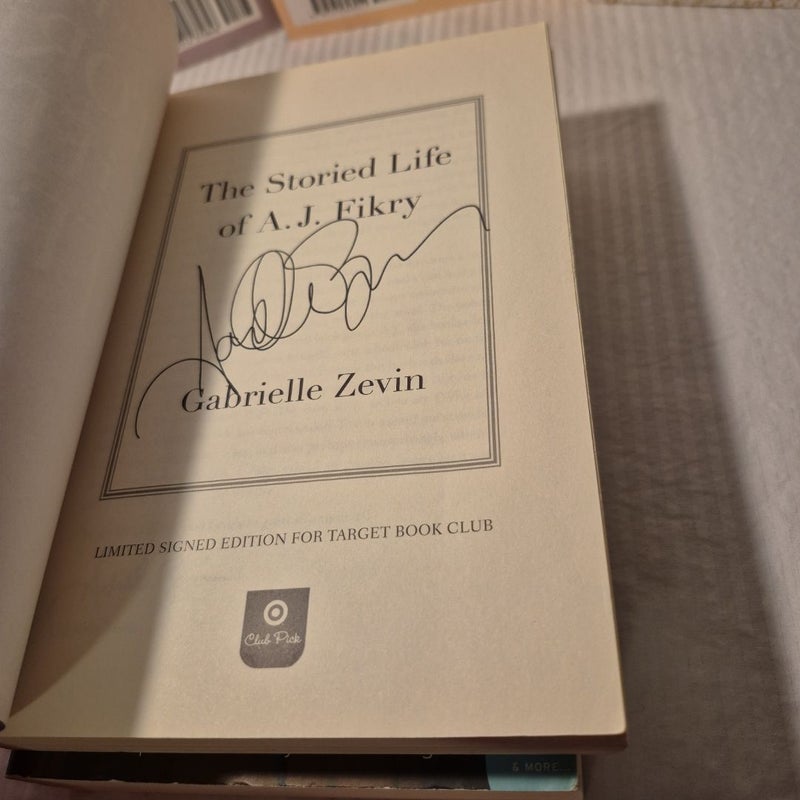 The Storied Life
of A. J. Fikry
Gabrielle Zevin
LIMITED SIGNED EDITION FOR TARGET BOOK CLUB
Club Pick
& MORE...